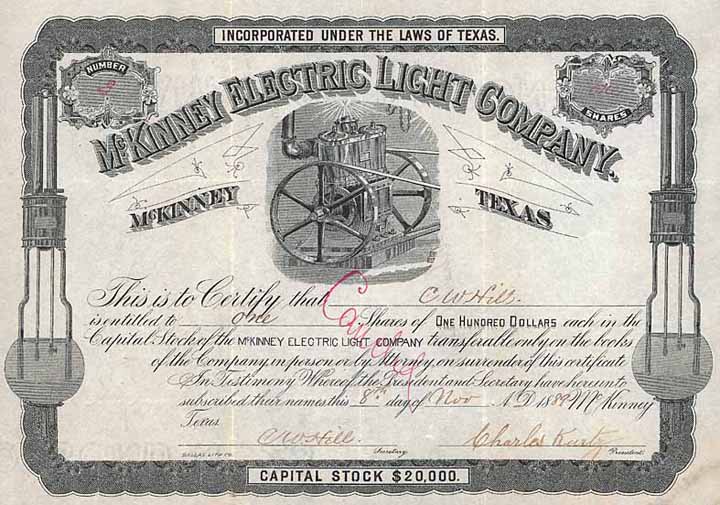 INCORPORATED UNDER THE LAWS OF TEXAS.
NUMBER
SHARES
McKINNEY ELECTRIC LIGHT COMPANY.
McKINNEY TEXAS
This is to Certify that C W Hill.
is entitled to One Shares of ONE HUNDRED DOLLARS each in the
Capital Stock of the McKINNEY ELECTRIC LIGHT COMPANY transferable only on the books
of the Company, in person or by Attorney, on surrender of this certificate
In Testimony Whereof, the President and Secretary have hereunto
subscribed their names this 8th day of Nov A.D. 1889 McKinney
Texas.
C W Hill. Charles Kurtz
DALLAS LITH CO. Secretary. President.
CAPITAL STOCK $20,000.